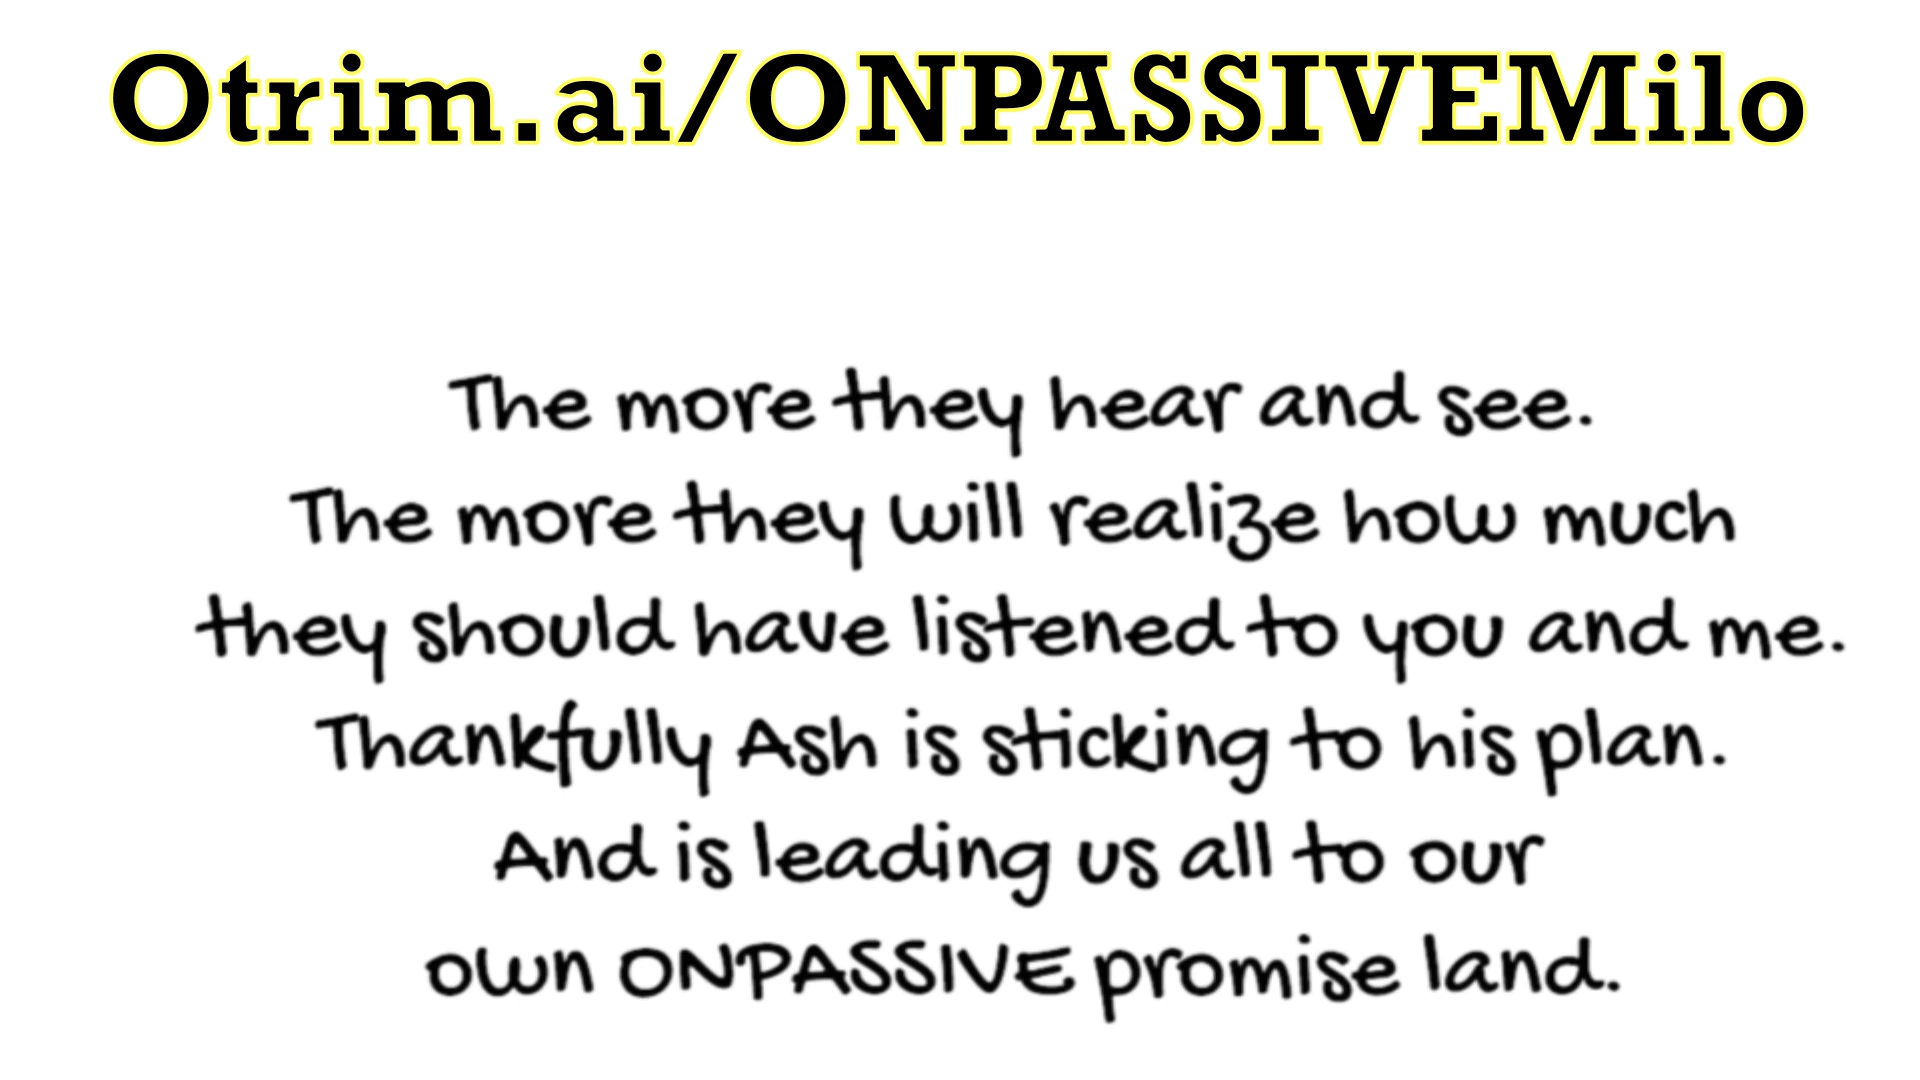 Otrim.ai/ONPASSIVEMilo
The more they hear and see.
The more they will realize how much
they should have listened to you and me.
Thankfully Ash is sticking to his plan.
And is leading us all to our
own ONPASSIVE promise land.